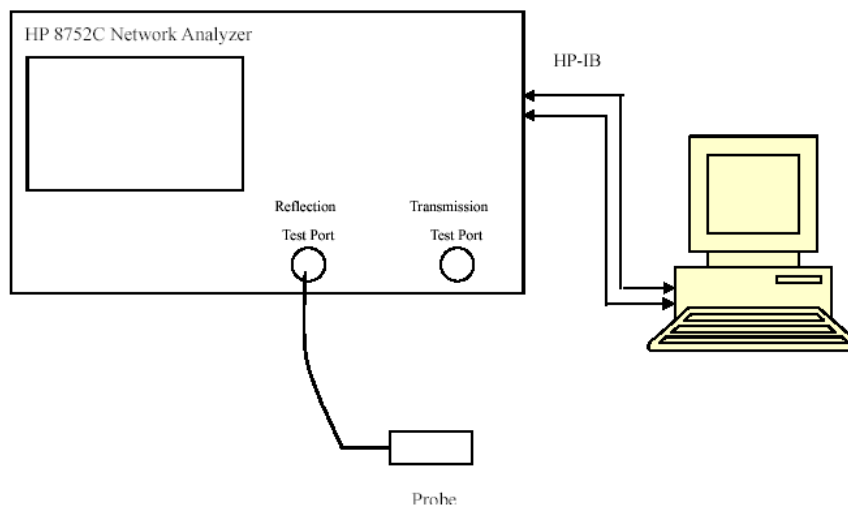 HP 8752C Network Analyzer
HP-IB
Reflection
Test Port
Transmission
Test Port
Probe